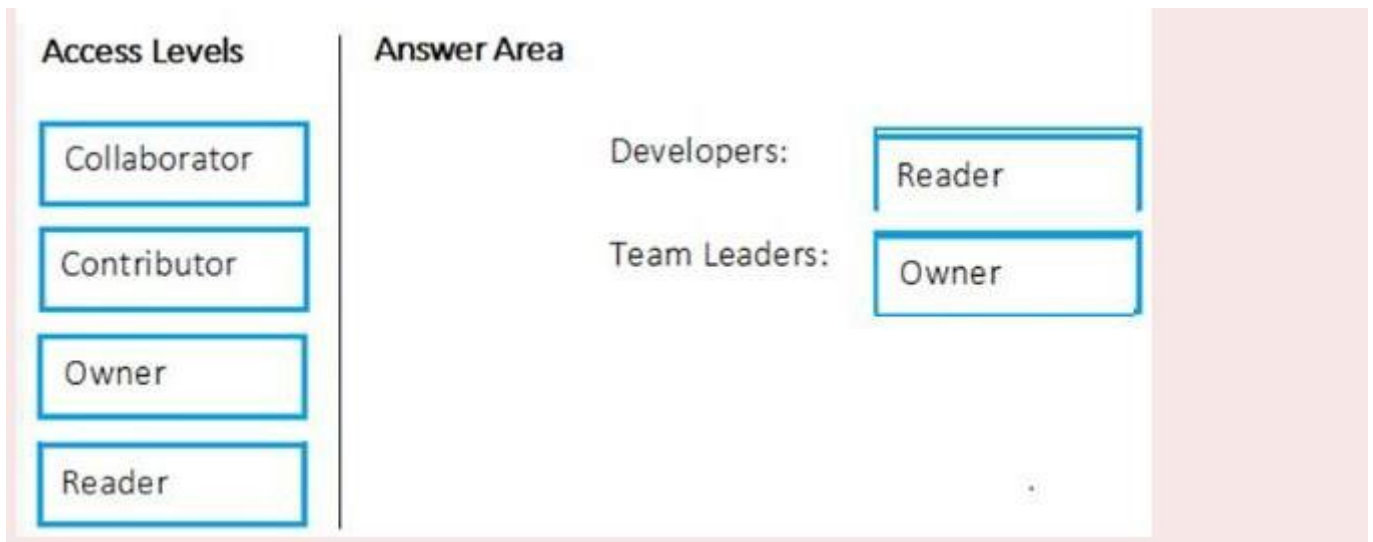 Access Levels
Answer Area
Collaborator
Contributor
Owner
Reader
Developers:
Reader
Team Leaders:
Owner